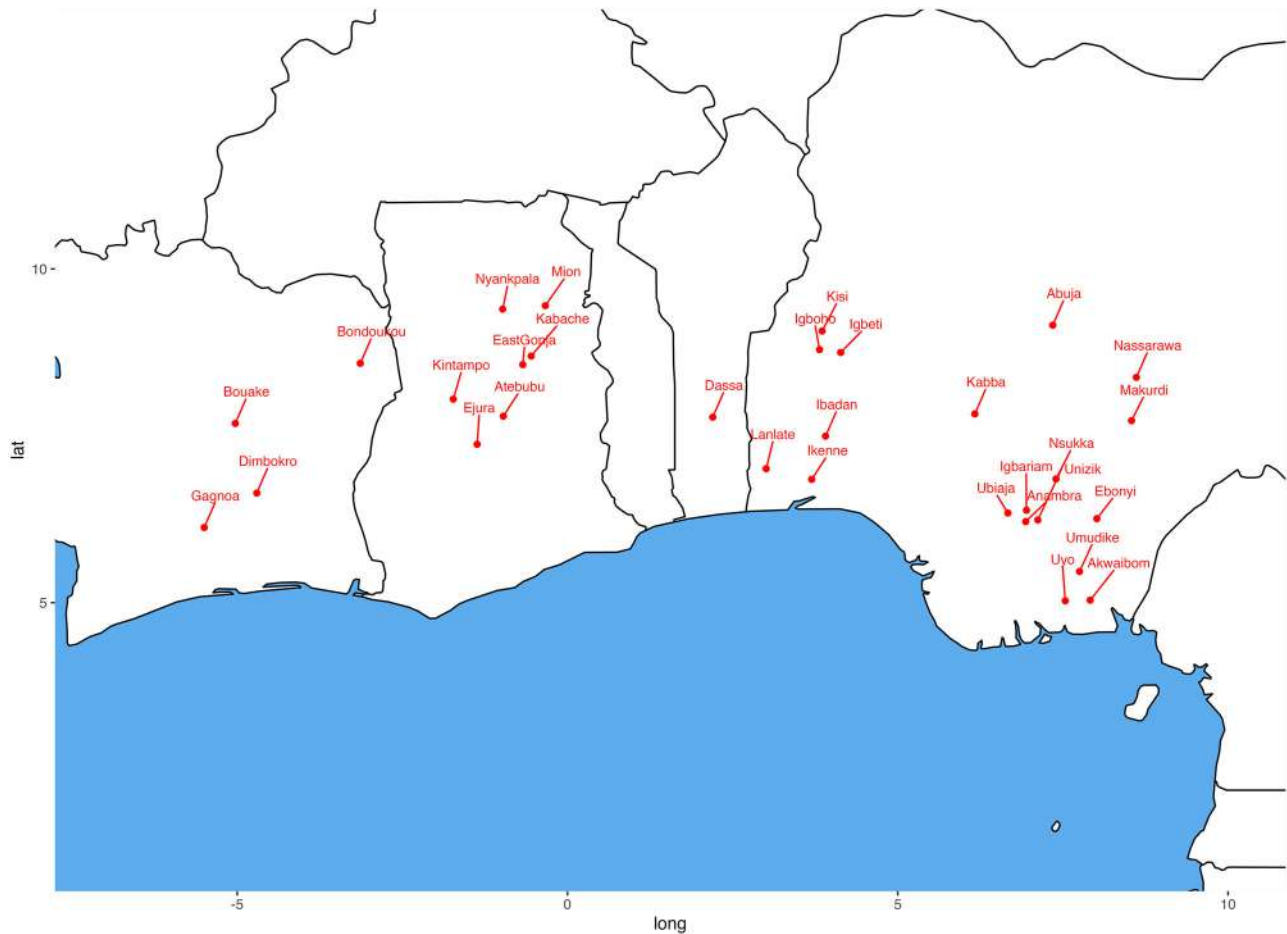 Mion
Nyankpala
Kisi
Abuja
Kabache
Igboho
Igbeti
Bondoukou
EastGonja
Nassarawa
Kintampo
Kabba
Dassa
Atebubu
Makurdi
Bouake
Ejura
Ibadan
Lanlate
Nsukka
Dimbokro
Ikenne
Igbariam
Unizik
Gagnoa
Ubiaja
Anambra
Ebonyi
Umudike
Uyo
Akwaibom
10
5
lat
-5
0
5
10
long